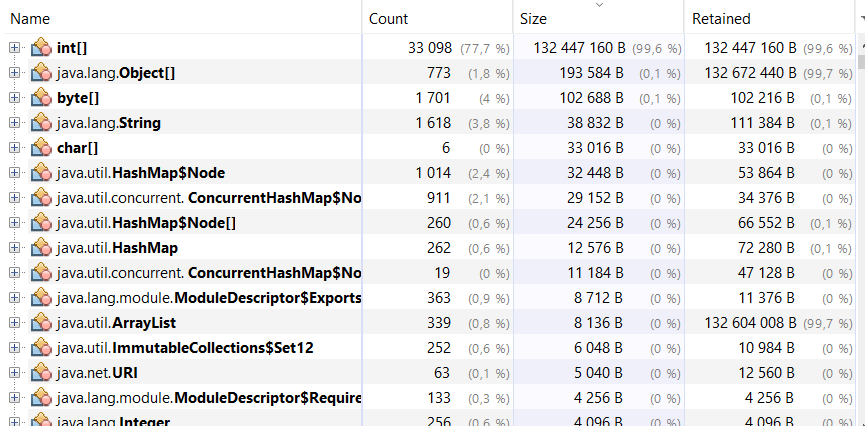 Name Count Size Retained
int[] 33 098 (77,7 %) 132 447 160 B (99,6 %) 132 447 160 B (99,6 %)
java.lang.Object[] 773 (1,8 %) 193 584 B (0,1 %) 132 672 440 B (99,7 %)
byte[] 1 701 (4 %) 102 688 B (0,1 %) 102 216 B (0,1 %)
java.lang.String 1 618 (3,8 %) 38 832 B (0 %) 111 384 B (0,1 %)
char[] 6 (0 %) 33 016 B (0 %) 33 016 B (0 %)
java.util.HashMap$Node 1 014 (2,4 %) 32 448 B (0 %) 53 864 B (0 %)
java.util.concurrent. ConcurrentHashMap$No 911 (2,1 %) 29 152 B (0 %) 34 376 B (0 %)
java.util.HashMap$Node[] 260 (0,6 %) 24 256 B (0 %) 66 552 B (0,1 %)
java.util.HashMap 262 (0,6 %) 12 576 B (0 %) 72 280 B (0,1 %)
java.util.concurrent. ConcurrentHashMap$No 19 (0 %) 11 184 B (0 %) 47 128 B (0 %)
java.lang.module.ModuleDescriptor$Exports 363 (0,9 %) 8 712 B (0 %) 11 376 B (0 %)
java.util.ArrayList 339 (0,8 %) 8 136 B (0 %) 132 604 008 B (99,7 %)
java.util.ImmutableCollections$Set12 252 (0,6 %) 6 048 B (0 %) 10 984 B (0 %)
java.net.URI 63 (0,1 %) 5 040 B (0 %) 12 560 B (0 %)
java.lang.module.ModuleDescriptor$Require 133 (0,3 %) 4 256 B (0 %) 4 256 B (0 %)
java.lang.Integer 256 (0,6 %) 4 096 B (0 %) 4 096 B (0 %)